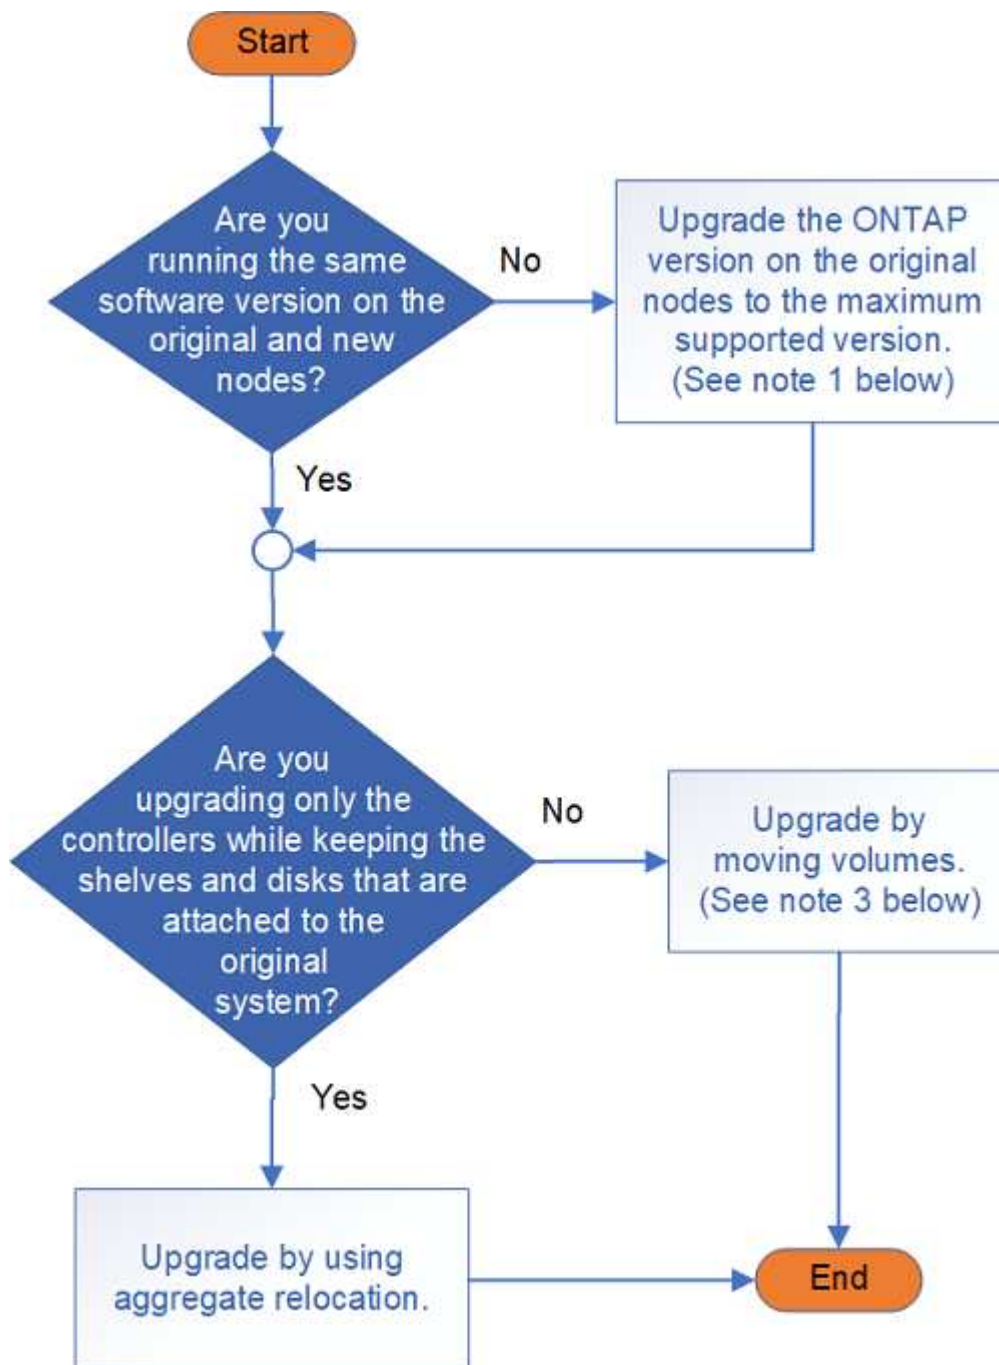 Start
Are you
running the same
software version on the
original and new
nodes?
No
Upgrade the ONTAP
version on the original
nodes to the maximum
supported version.
(See note 1 below)
Yes
Are you
upgrading only the
controllers while keeping the
shelves and disks that are
attached to the
original
system?
No
Upgrade by
moving volumes.
(See note 3 below)
Yes
Upgrade by using
aggregate relocation.
End